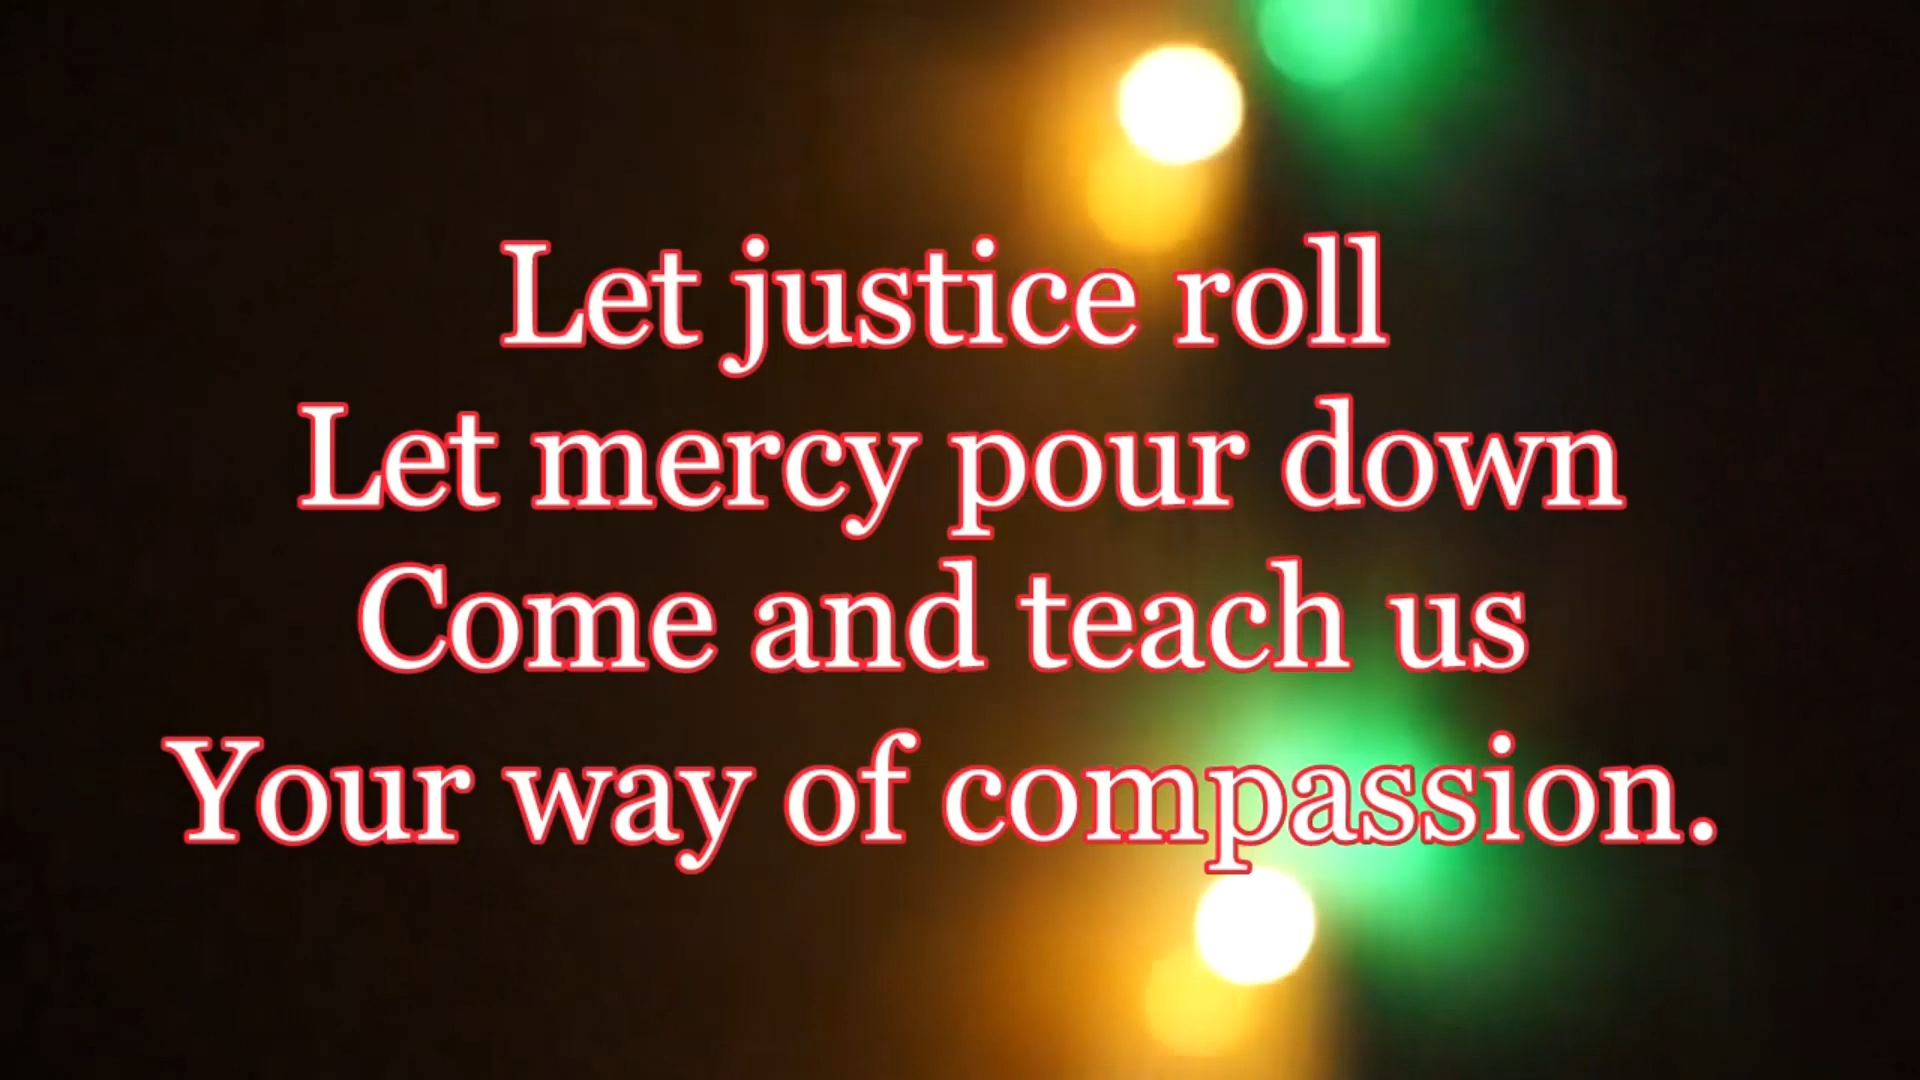 Let justice roll
Let mercy pour down
Come and teach us
Your way of compassion.